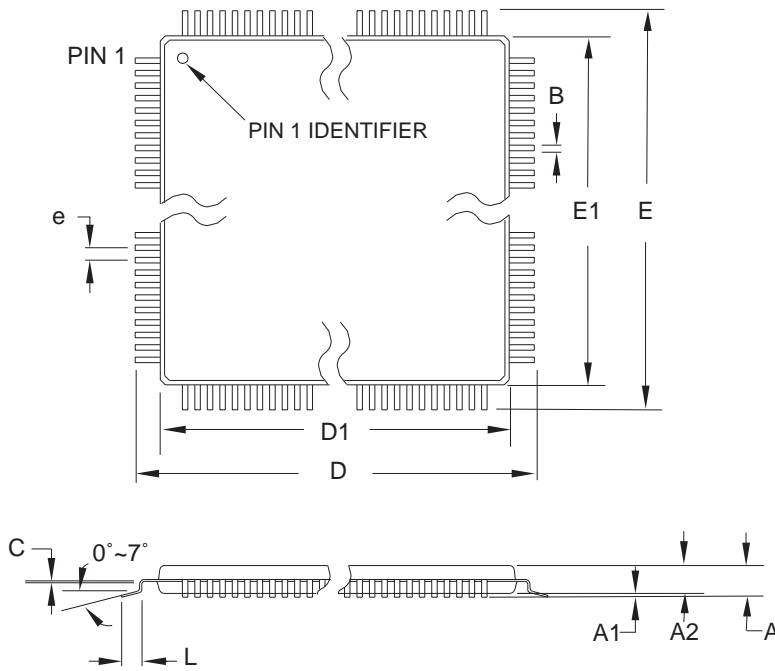 PIN 1
B
PIN 1 IDENTIFIER
e
E1
E
D1
D
C
0°~7°
A1
A2
A
L